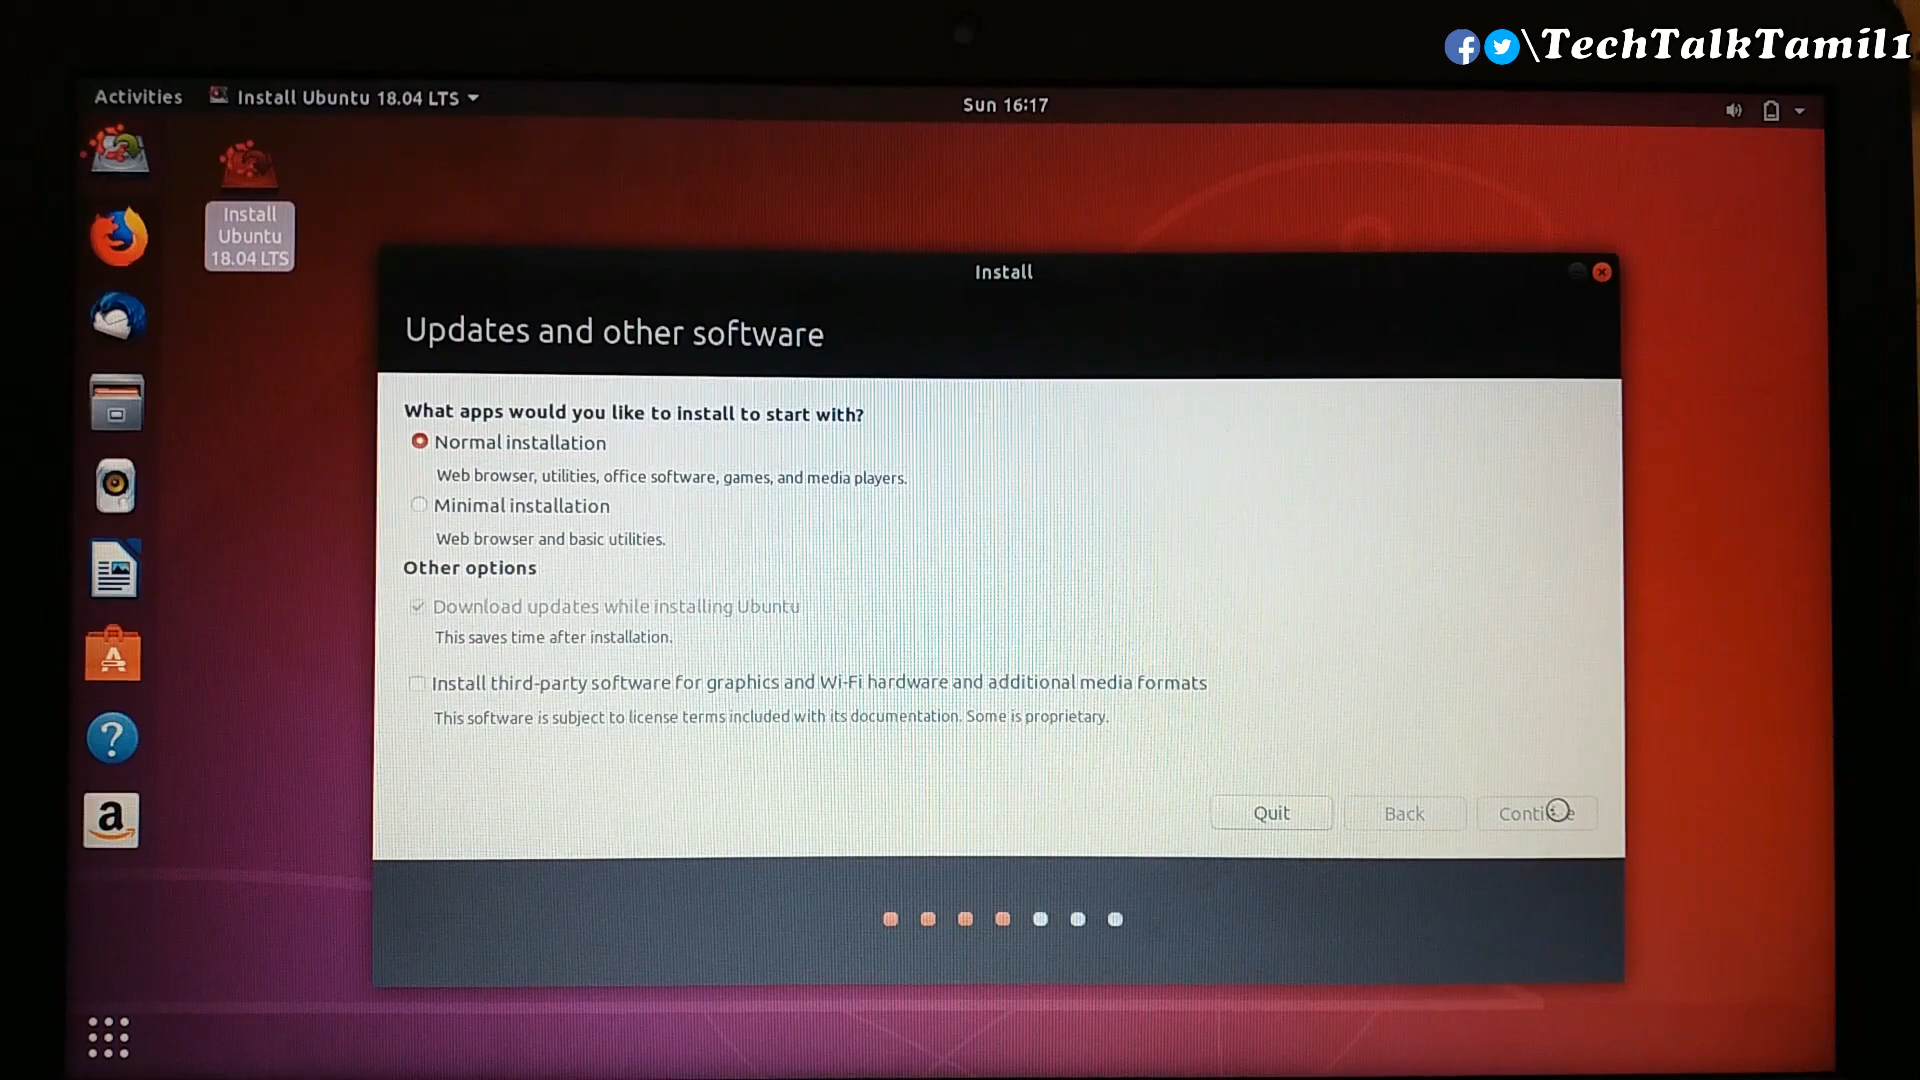 \TechTalkTamil1
Activities
Install Ubuntu 18.04 LTS
Sun 16:17
Install
Ubuntu
18.04 LTS
Install
Updates and other software
What apps would you like to install to start with?
Normal installation
Web browser, utilities, office software, games, and media players.
Minimal installation
Web browser and basic utilities.
Other options
Download updates while installing Ubuntu
This saves time after installation.
Install third-party software for graphics and Wi-Fi hardware and additional media formats
This software is subject to license terms included with its documentation. Some is proprietary.
Quit
Back
Continue